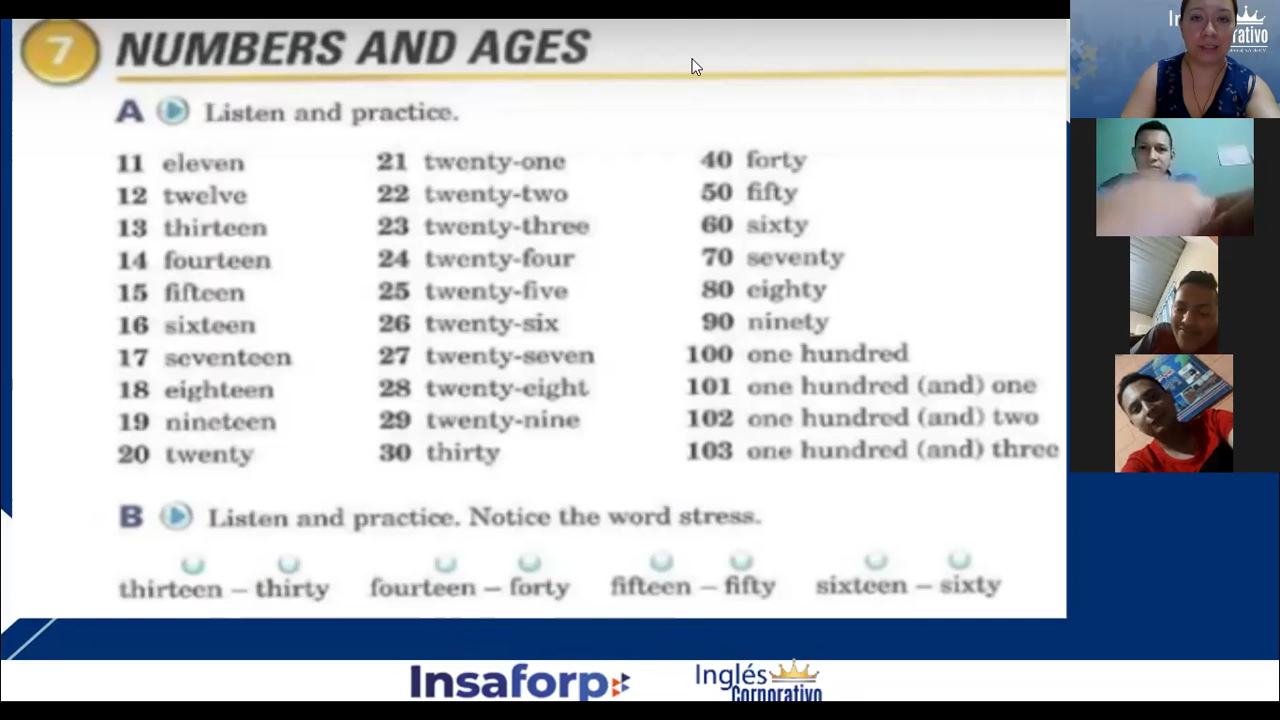 7 NUMBERS AND AGES
A Listen and practice.
11 eleven 21 twenty-one 40 forty
12 twelve 22 twenty-two 50 fifty
13 thirteen 23 twenty-three 60 sixty
14 fourteen 24 twenty-four 70 seventy
15 fifteen 25 twenty-five 80 eighty
16 sixteen 26 twenty-six 90 ninety
17 seventeen 27 twenty-seven 100 one hundred
18 eighteen 28 twenty-eight 101 one hundred (and) one
19 nineteen 29 twenty-nine 102 one hundred (and) two
20 twenty 30 thirty 103 one hundred (and) three
B Listen and practice. Notice the word stress.
thirteen – thirty fourteen – forty fifteen – fifty sixteen – sixty
Insaforp
Inglés
Corporativo